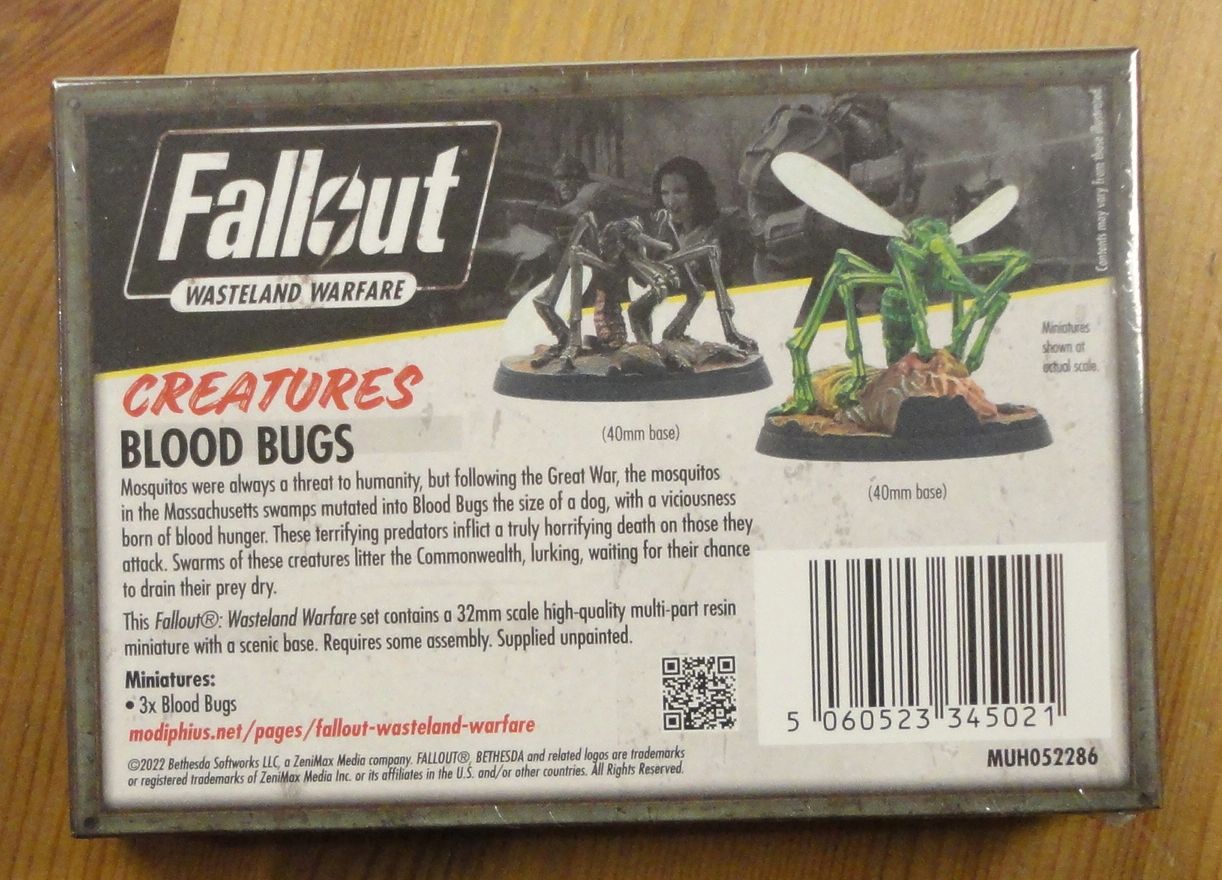 Fallout
WASTELAND WARFARE
Contents may vary from those illustrated.
Miniatures
shown at
actual scale.
CREATURES
BLOOD BUGS
(40mm base)
(40mm base)
Mosquitos were always a threat to humanity, but following the Great War, the mosquitos
in the Massachusetts swamps mutated into Blood Bugs the size of a dog, with a viciousness
born of blood hunger. These terrifying predators inflict a truly horrifying death on those they
attack. Swarms of these creatures litter the Commonwealth, lurking, waiting for their chance
to drain their prey dry.
This Fallout®: Wasteland Warfare set contains a 32mm scale high-quality multi-part resin
miniature with a scenic base. Requires some assembly. Supplied unpainted.
Miniatures:
• 3x Blood Bugs
modiphius.net/pages/fallout-wasteland-warfare
©2022 Bethesda Softworks LLC, a ZeniMax Media company. FALLOUT®, BETHESDA and related logos are trademarks
or registered trademarks of ZeniMax Media Inc. or its affiliates in the U.S. and/or other countries. All Rights Reserved.
5 060523 345021
MUH052286